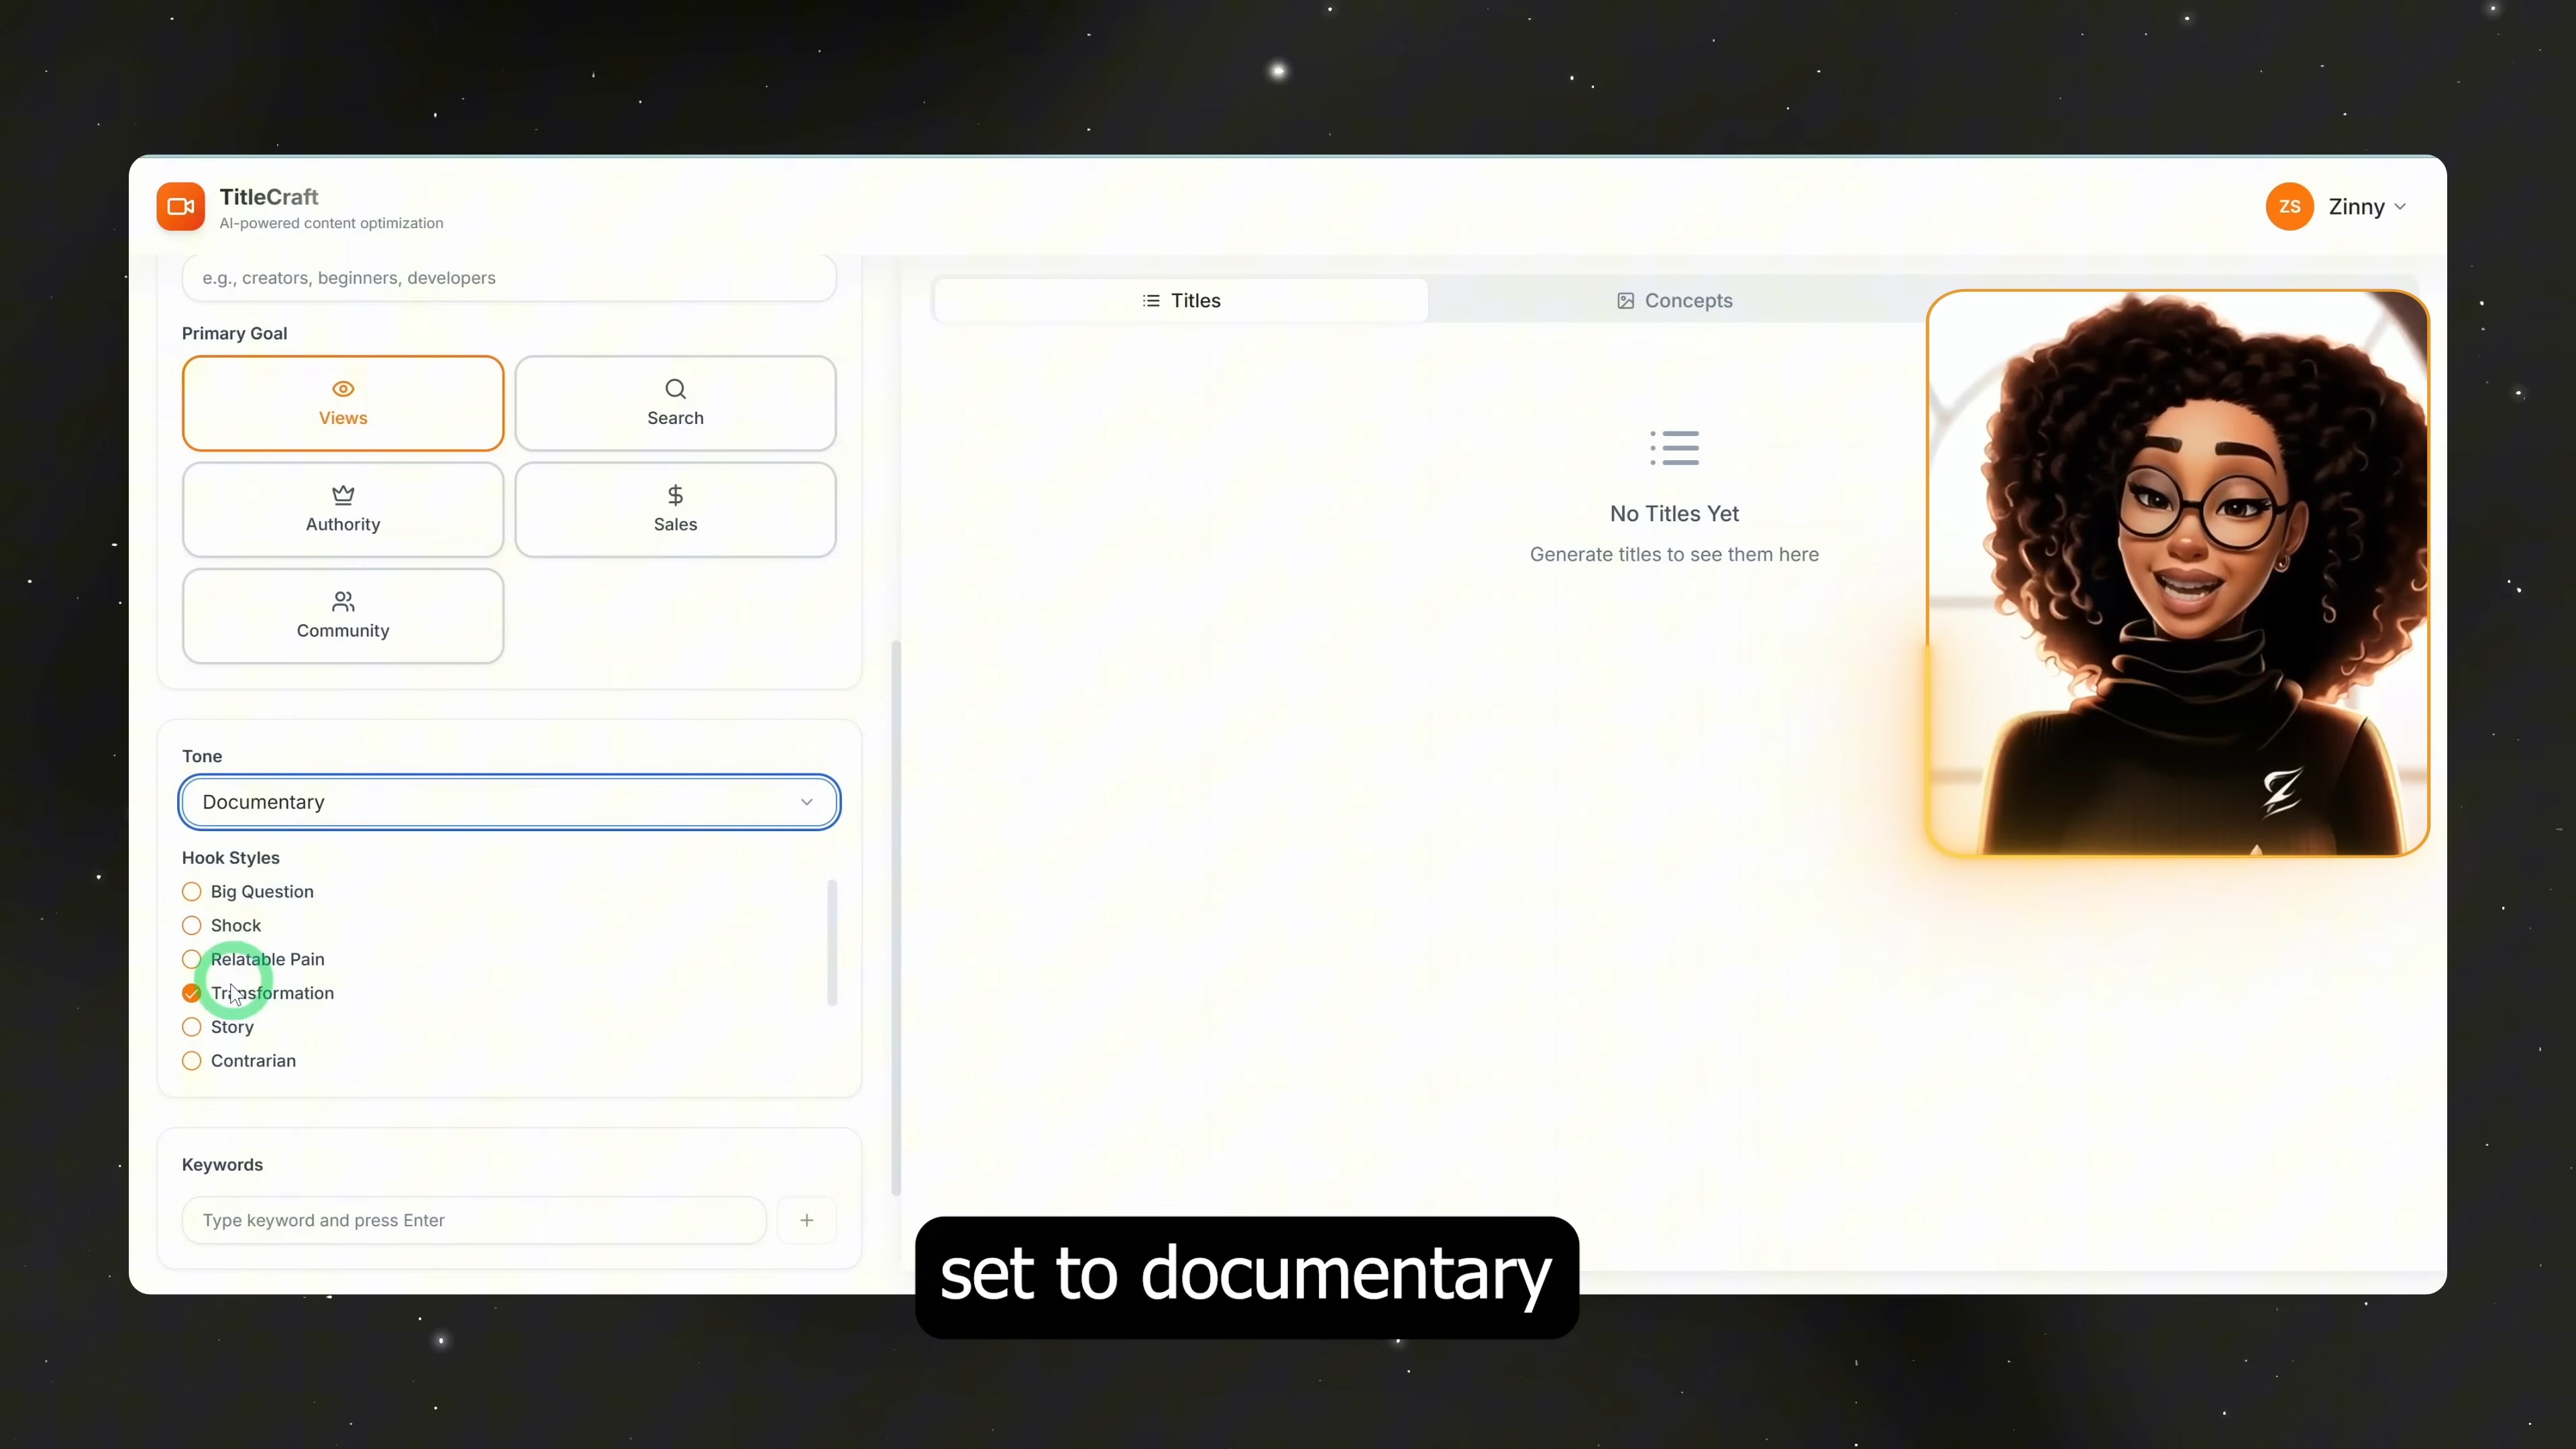 TitleCraft
AI-powered content optimization
ZS
Zinny
e.g., creators, beginners, developers
Primary Goal
Views
Search
Authority
Sales
Community
Tone
Documentary
Hook Styles
Big Question
Shock
Relatable Pain
Transformation
Story
Contrarian
Keywords
Type keyword and press Enter
Titles
Concepts
No Titles Yet
Generate titles to see them here
set to documentary